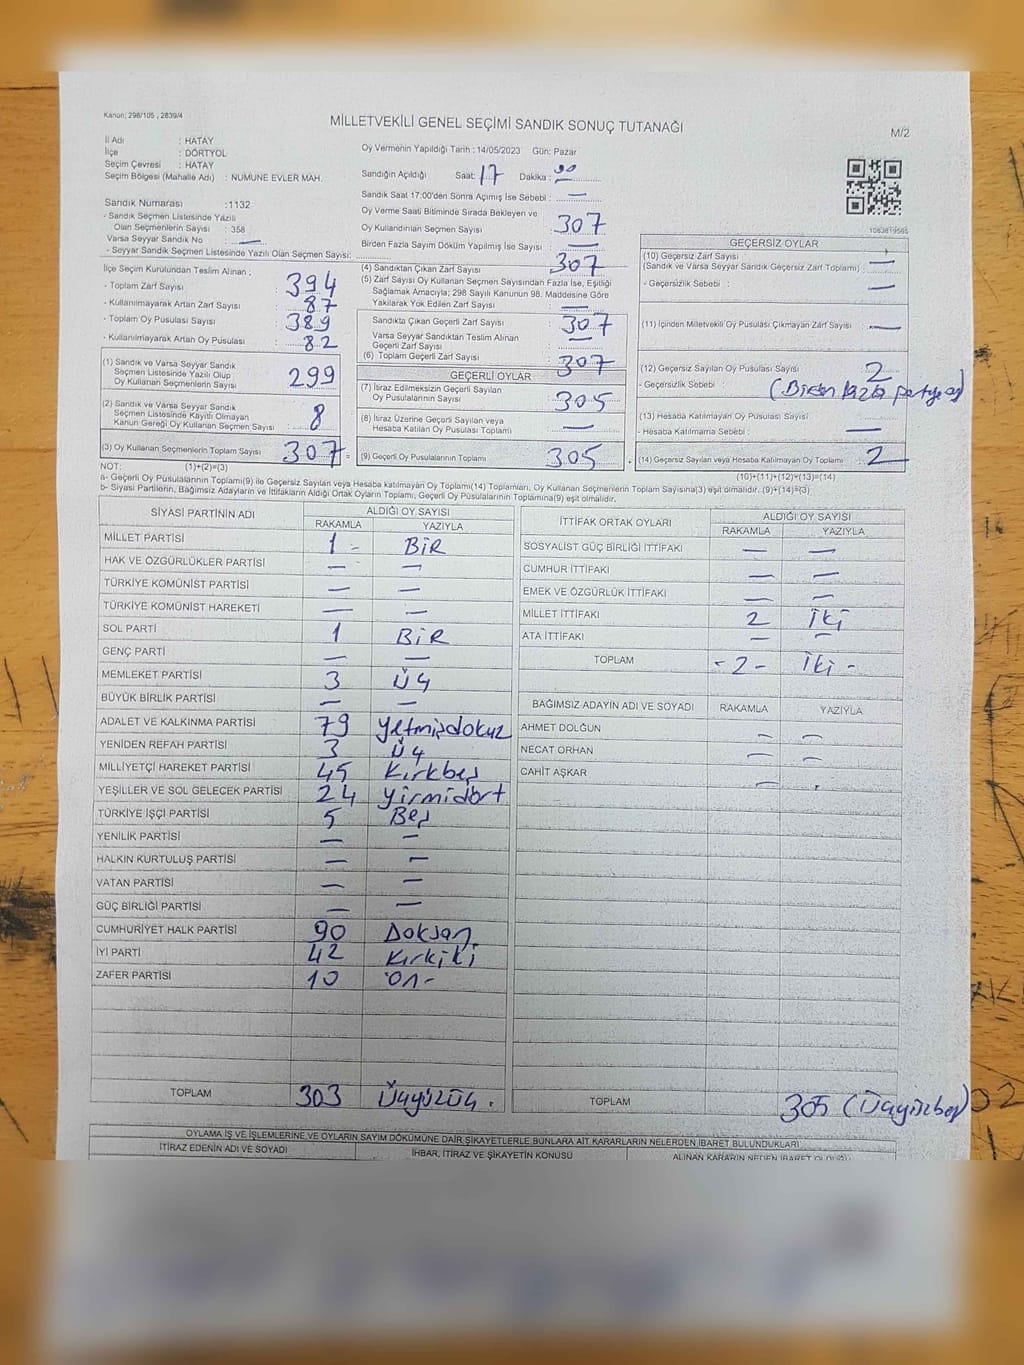 Kanun; 298/105 , 2839/4
MİLLETVEKİLİ GENEL SEÇİMİ SANDIK SONUÇ TUTANAĞI
M/2
İl Adı : HATAY
İlçe : DÖRTYOL
Seçim Çevresi : HATAY
Seçim Bölgesi (Mahalle Adı) : NUMUNE EVLER MAH.
Sandık Numarası :1132
- Sandık Seçmen Listesinde Yazılı
Olan Seçmenlerin Sayısı : 358
Varsa Seyyar Sandık No : —
- Seyyar Sandık Seçmen Listesinde Yazılı Olan Seçmen Sayısı:
Oy Vermenin Yapıldığı Tarih : 14/05/2023 Gün: Pazar
Sandığın Açıldığı Saat: 17 Dakika :
Sandık Saat 17:00'den Sonra Açılmış İse Sebebi : —
Oy Verme Saati Bitiminde Sırada Bekleyen ve
Oy Kullandırılan Seçmen Sayısı 307
Birden Fazla Sayım Döküm Yapılmış İse Sayısı : —
İlçe Seçim Kurulundan Teslim Alınan ;
- Toplam Zarf Sayısı : 394
- Kullanılmayarak Artan Zarf Sayısı : 87
- Toplam Oy Pusulası Sayısı : 389
- Kullanılmayarak Artan Oy Pusulası : 82
(1) Sandık ve Varsa Seyyar Sandık
Seçmen Listesinde Yazılı Olup
Oy Kullanan Seçmenlerin Sayısı 299
(2) Sandık ve Varsa Seyyar Sandık
Seçmen Listesinde Kayıtlı Olmayan
Kanun Gereği Oy Kullanan Seçmen Sayısı : 8
(3) Oy Kullanan Seçmenlerin Toplam Sayısı : 307 =
(4) Sandıktan Çıkan Zarf Sayısı 307
(5) Zarf Sayısı Oy Kullanan Seçmen Sayısından Fazla İse, Eşitliği
Sağlamak Amacıyla; 298 Sayılı Kanunun 98. Maddesine Göre
Yakılarak Yok Edilen Zarf Sayısı : —
Sandıkta Çıkan Geçerli Zarf Sayısı : 307
Varsa Seyyar Sandıktan Teslim Alınan
Geçerli Zarf Sayısı : —
(6) Toplam Geçerli Zarf Sayısı : 307
GEÇERLİ OYLAR
(7) İtiraz Edilmeksizin Geçerli Sayılan
Oy Pusulalarının Sayısı : 305
(8) İtiraz Üzerine Geçerli Sayılan veya
Hesaba Katılan Oy Pusulası Toplamı : —
(9) Geçerli Oy Pusulalarının Toplamı 305
1083819565
GEÇERSİZ OYLAR
(10) Geçersiz Zarf Sayısı : —
(Sandık ve Varsa Seyyar Sandık Geçersiz Zarf Toplamı) :
- Geçersizlik Sebebi : —
(11) İçinden Milletvekili Oy Pusulası Çıkmayan Zarf Sayısı : —
(12) Geçersiz Sayılan Oy Pusulası Sayısı : 2
- Geçersizlik Sebebi : (Birden fazla partiye oy)
(13) Hesaba Katılmayan Oy Pusulası Sayısı :
- Hesaba Katılmama Sebebi : —
(14) Geçersiz Sayılan veya Hesaba Katılmayan Oy Toplamı : 2
NOT: (1)+(2)=(3) (10)+(11)+(12)+(13)=(14)
a- Geçerli Oy Pusulalarının Toplamı(9) ile Geçersiz Sayılan veya Hesaba katılmayan Oy Toplamı(14) Toplamları, Oy Kullanan Seçmenlerin Toplam Sayısına(3) eşit olmalıdır. (9)+(14)=(3)
b- Siyasi Partilerin, Bağımsız Adayların ve İttifakların Aldığı Ortak Oyların Toplamı; Geçerli Oy Pusulalarının Toplamına(9) eşit olmalıdır.
SİYASİ PARTİNİN ADI ALDIĞI OY SAYISI
RAKAMLA YAZIYLA
MİLLET PARTİSİ 1 - BİR
HAK VE ÖZGÜRLÜKLER PARTİSİ — —
TÜRKİYE KOMÜNİST PARTİSİ — —
TÜRKİYE KOMÜNİST HAREKETİ — —
SOL PARTİ 1 BİR
GENÇ PARTİ — —
MEMLEKET PARTİSİ 3 Üç
BÜYÜK BİRLİK PARTİSİ — —
ADALET VE KALKINMA PARTİSİ 79 Yetmişdokuz
YENİDEN REFAH PARTİSİ 3 Üç
MİLLİYETÇİ HAREKET PARTİSİ 45 Kırkbeş
YEŞİLLER VE SOL GELECEK PARTİSİ 24 Yirmidört
TÜRKİYE İŞÇİ PARTİSİ 5 Beş
YENİLİK PARTİSİ — —
HALKIN KURTULUŞ PARTİSİ — —
VATAN PARTİSİ — —
GÜÇ BİRLİĞİ PARTİSİ — —
CUMHURİYET HALK PARTİSİ 90 Doksan
İYİ PARTİ 42 Kırkiki
ZAFER PARTİSİ 10 On-
TOPLAM 303 Üçyüzüç.
İTTİFAK ORTAK OYLARI ALDIĞI OY SAYISI
RAKAMLA YAZIYLA
SOSYALİST GÜÇ BİRLİĞİ İTTİFAKI — —
CUMHUR İTTİFAKI — —
EMEK VE ÖZGÜRLÜK İTTİFAKI — —
MİLLET İTTİFAKI 2 İki
ATA İTTİFAKI — —
TOPLAM - 2 - İki -
BAĞIMSIZ ADAYIN ADI VE SOYADI RAKAMLA YAZIYLA
AHMET DOLĞUN — —
NECAT ORHAN — —
CAHİT AŞKAR —
TOPLAM 305 (Üçyüzbeş)
OYLAMA İŞ VE İŞLEMLERİNE VE OYLARIN SAYIM DÖKÜMÜNE DAİR ŞİKAYETLERLE BUNLARA AİT KARARLARIN NELERDEN İBARET BULUNDUKLARI
İTİRAZ EDENİN ADI VE SOYADI İHBAR, İTİRAZ VE ŞİKAYETİN KONUSU ALINAN KARARIN NEDEN İBARET OLDUĞU